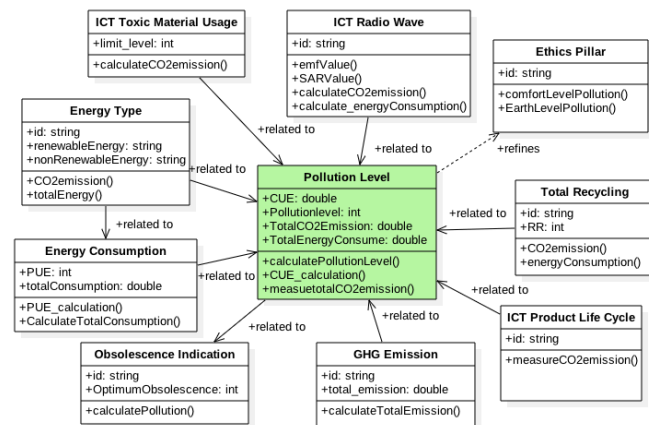 ICT Toxic Material Usage
+limit_level: int
+calculateCO2emission()
ICT Radio Wave
+id: string
+emfValue()
+SARValue()
+calculateCO2emission()
+calculate_energyConsumption()
Ethics Pillar
+id: string
+comfortLevelPollution()
+EarthLevelPollution()
Energy Type
+id: string
+renewableEnergy: string
+nonRenewableEnergy: string
+CO2emission()
+totalEnergy()
+related to
+related to
+refines
+related to
Pollution Level
+CUE: double
+Pollutionlevel: int
+TotalCO2Emission: double
+TotalEnergyConsume: double
+calculatePollutionLevel()
+CUE_calculation()
+measuetotalCO2emission()
Total Recycling
+id: string
+RR: int
+CO2emission()
+energyConsumption()
+related to
+related to
Energy Consumption
+PUE: int
+totalConsumption: double
+PUE_calculation()
+CalculateTotalConsumption()
+related to
+related to
ICT Product Life Cycle
+id: string
+measureCO2emission()
+related to
+related to
Obsolescence Indication
+id: string
+OptimumObsolescence: int
+calculatePollution()
GHG Emission
+id: string
+total_emission: double
+calculateTotalEmission()